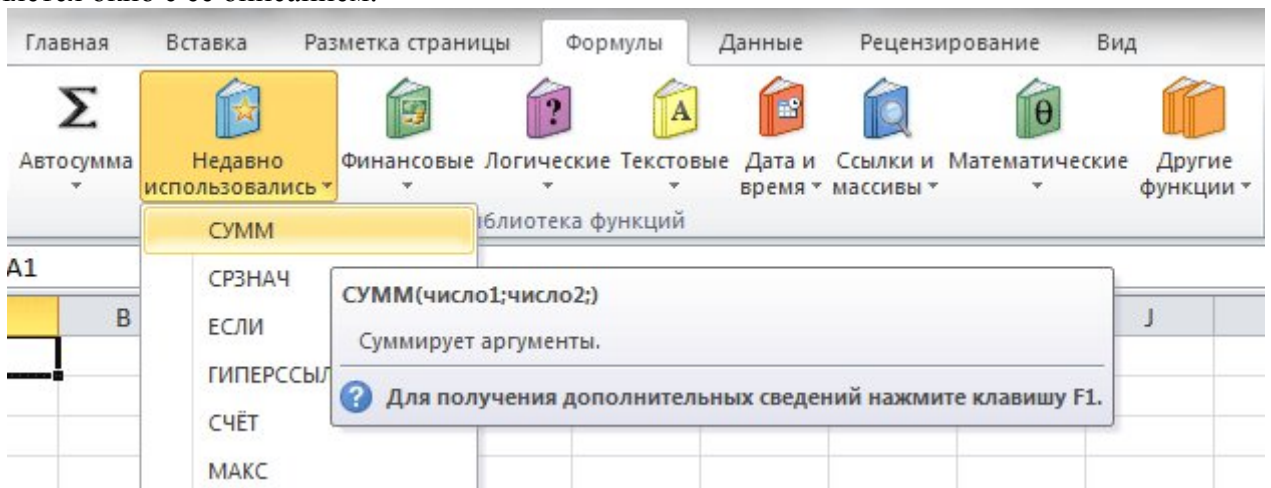 Главная Вставка Разметка страницы Формулы Данные Рецензирование Вид
Автосумма Недавно использовались Финансовые Логические Текстовые Дата и время Ссылки и массивы Математические Другие функции
функций
A1
СУММ
СРЗНАЧ
ЕСЛИ
СЧЁТ
МАКС
СУММ(число1;число2;)
Суммирует аргументы.
Для получения дополнительных сведений нажмите клавишу F1.
B J